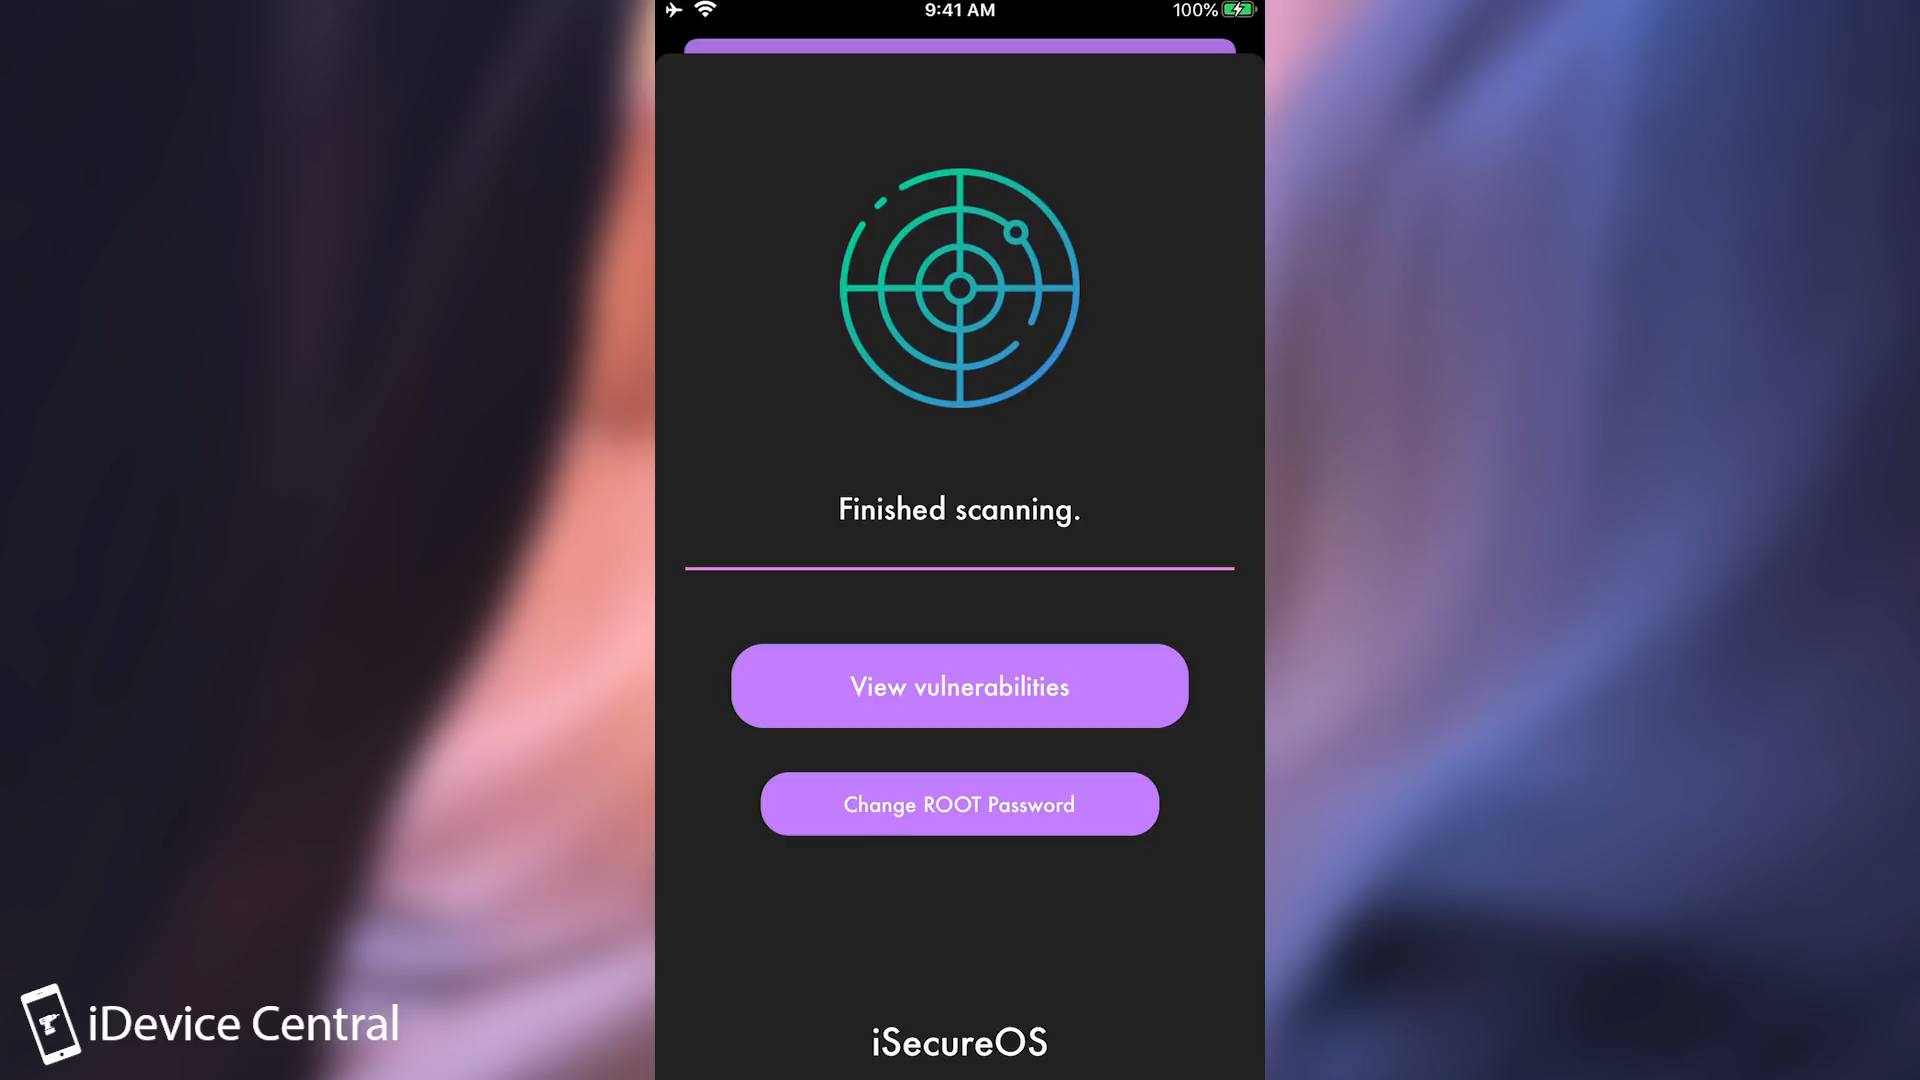 9:41 AM
100%
Finished scanning.
View vulnerabilities
Change ROOT Password
iDevice Central
iSecureOS